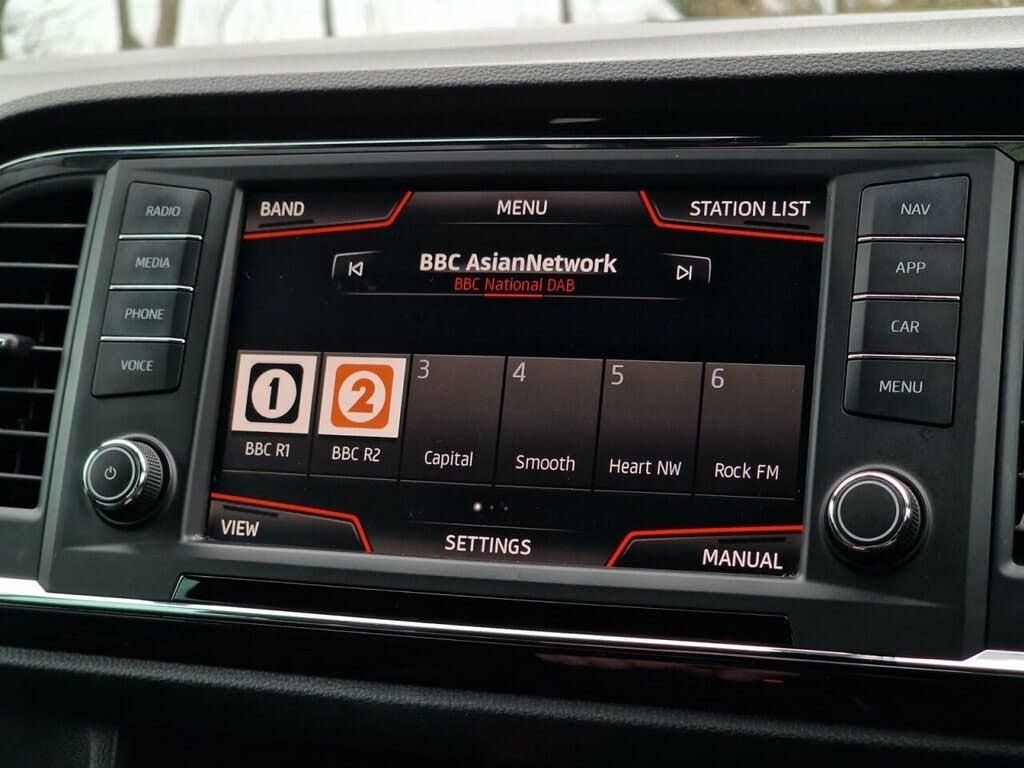 RADIO
MEDIA
PHONE
VOICE
BAND
MENU
STATION LIST
BBC AsianNetwork
BBC National DAB
1
2
3
4
5
6
BBC R1
BBC R2
Capital
Smooth
Heart NW
Rock FM
VIEW
SETTINGS
MANUAL
NAV
APP
CAR
MENU